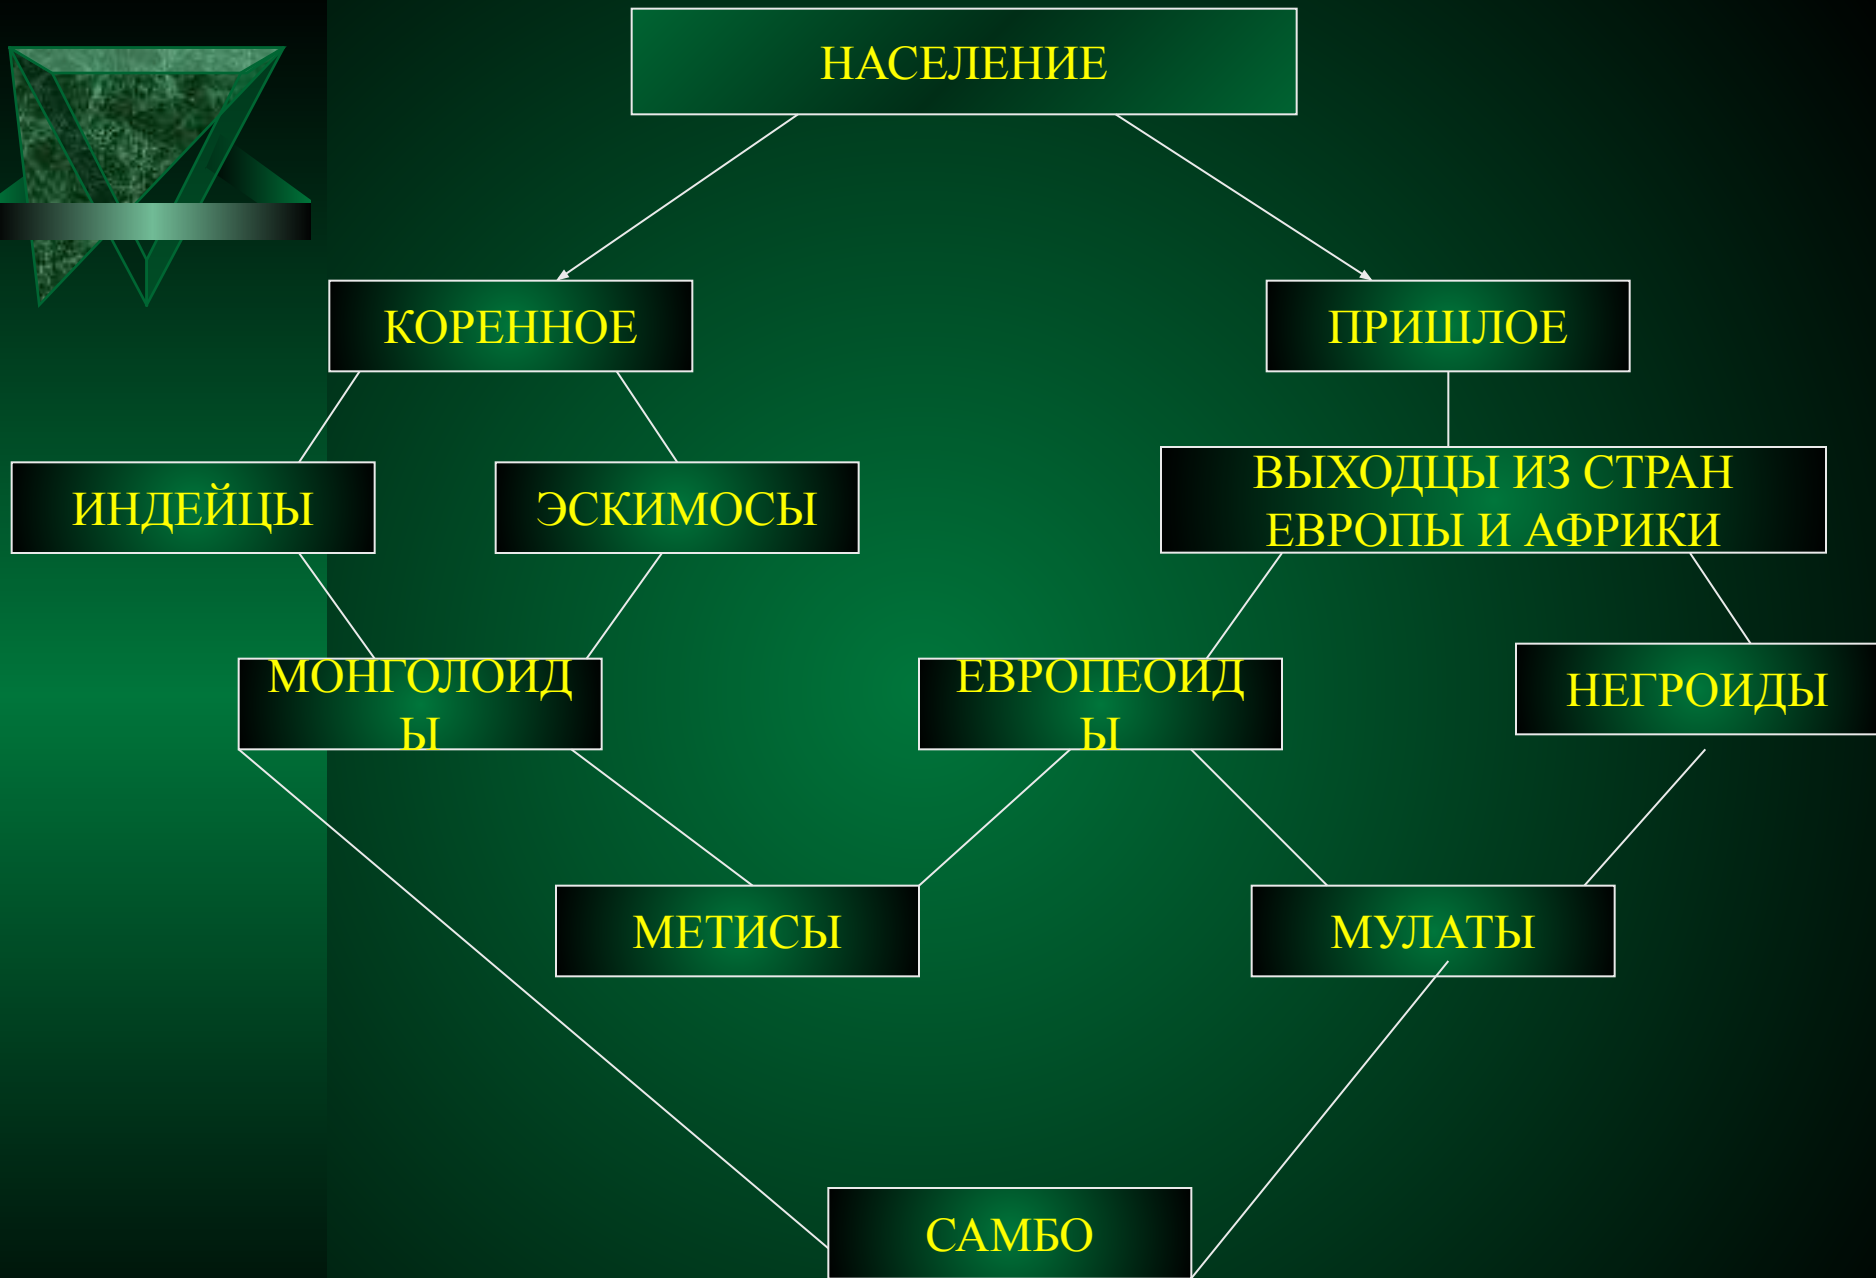 НАСЕЛЕНИЕ
КОРЕННОЕ
ПРИШЛОЕ
ИНДЕЙЦЫ
ЭСКИМОСЫ
ВЫХОДЦЫ ИЗ СТРАН
ЕВРОПЫ И АФРИКИ
МОНГОЛОИД
Ы
ЕВРОПЕОИД
Ы
НЕГРОИДЫ
МЕТИСЫ
МУЛАТЫ
САМБО